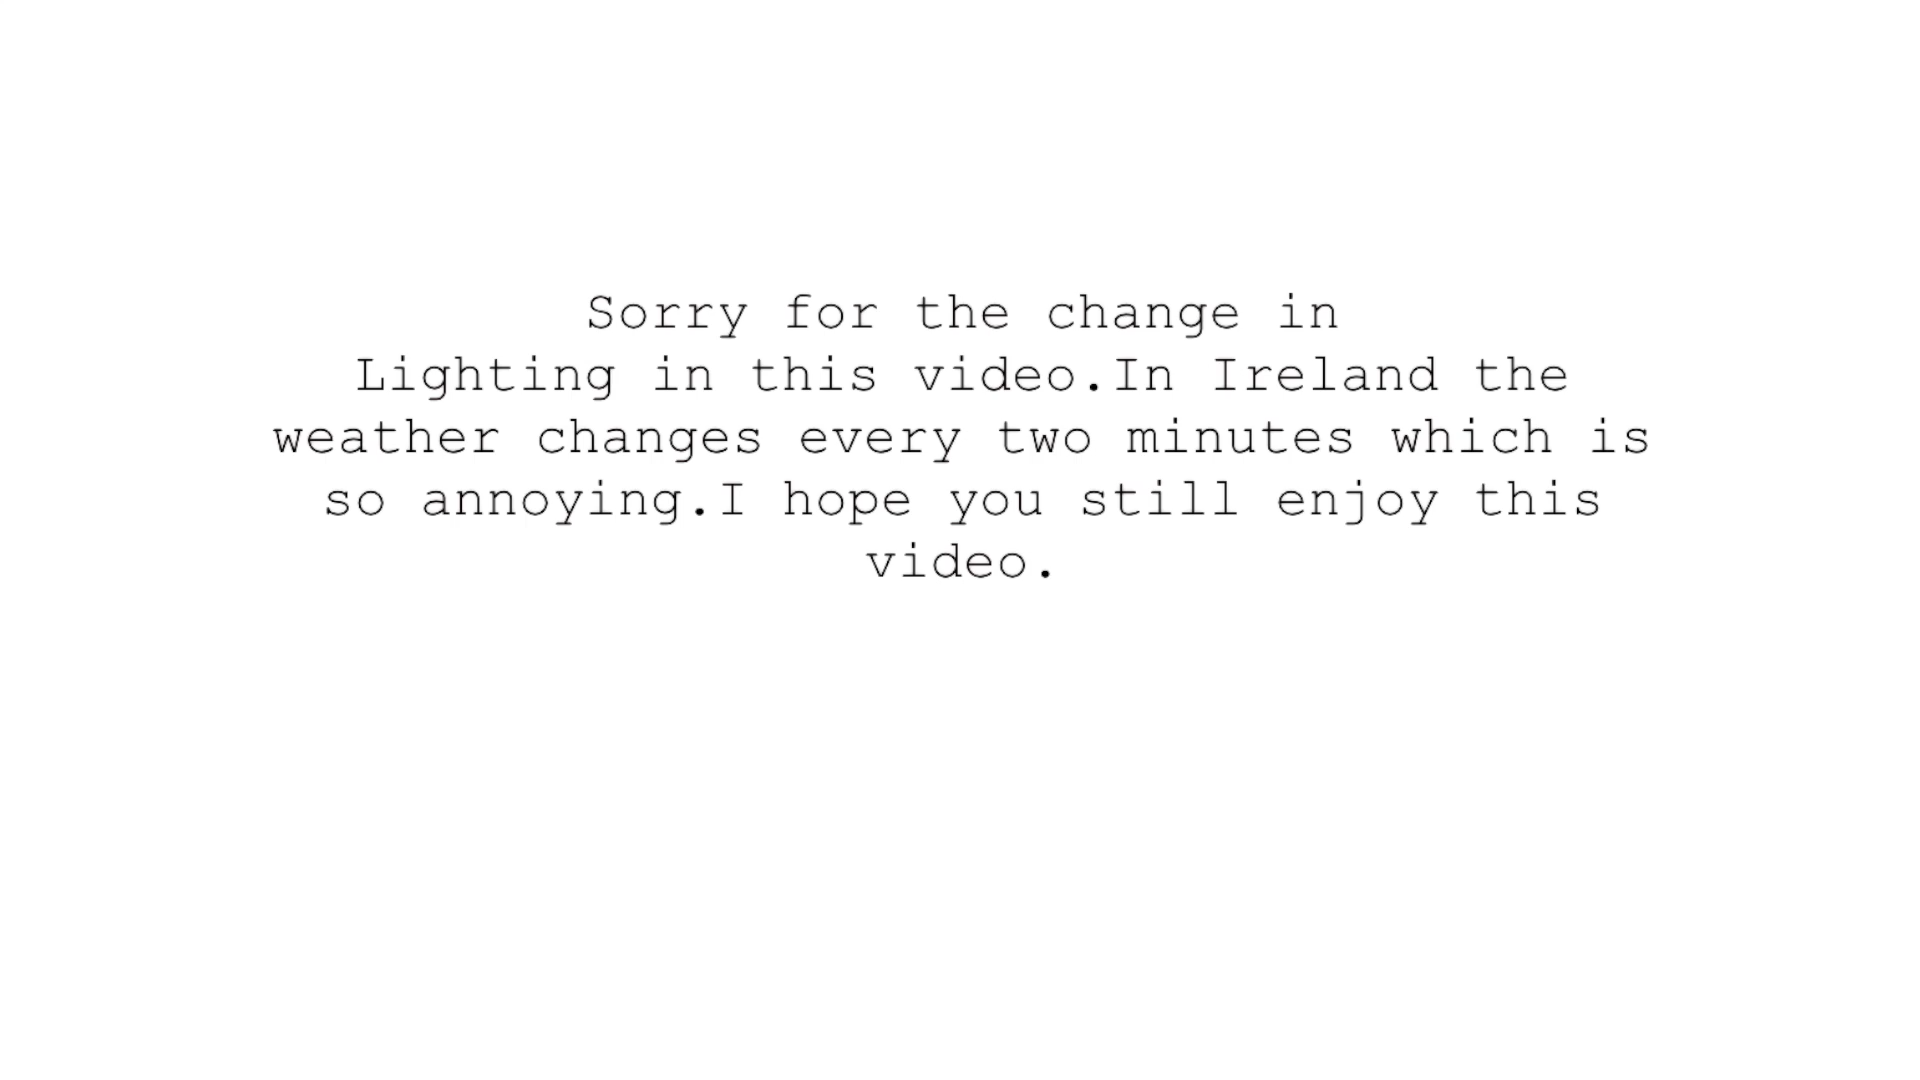 Sorry for the change in
Lighting in this video.In Ireland the
weather changes every two minutes which is
so annoying.I hope you still enjoy this
video.